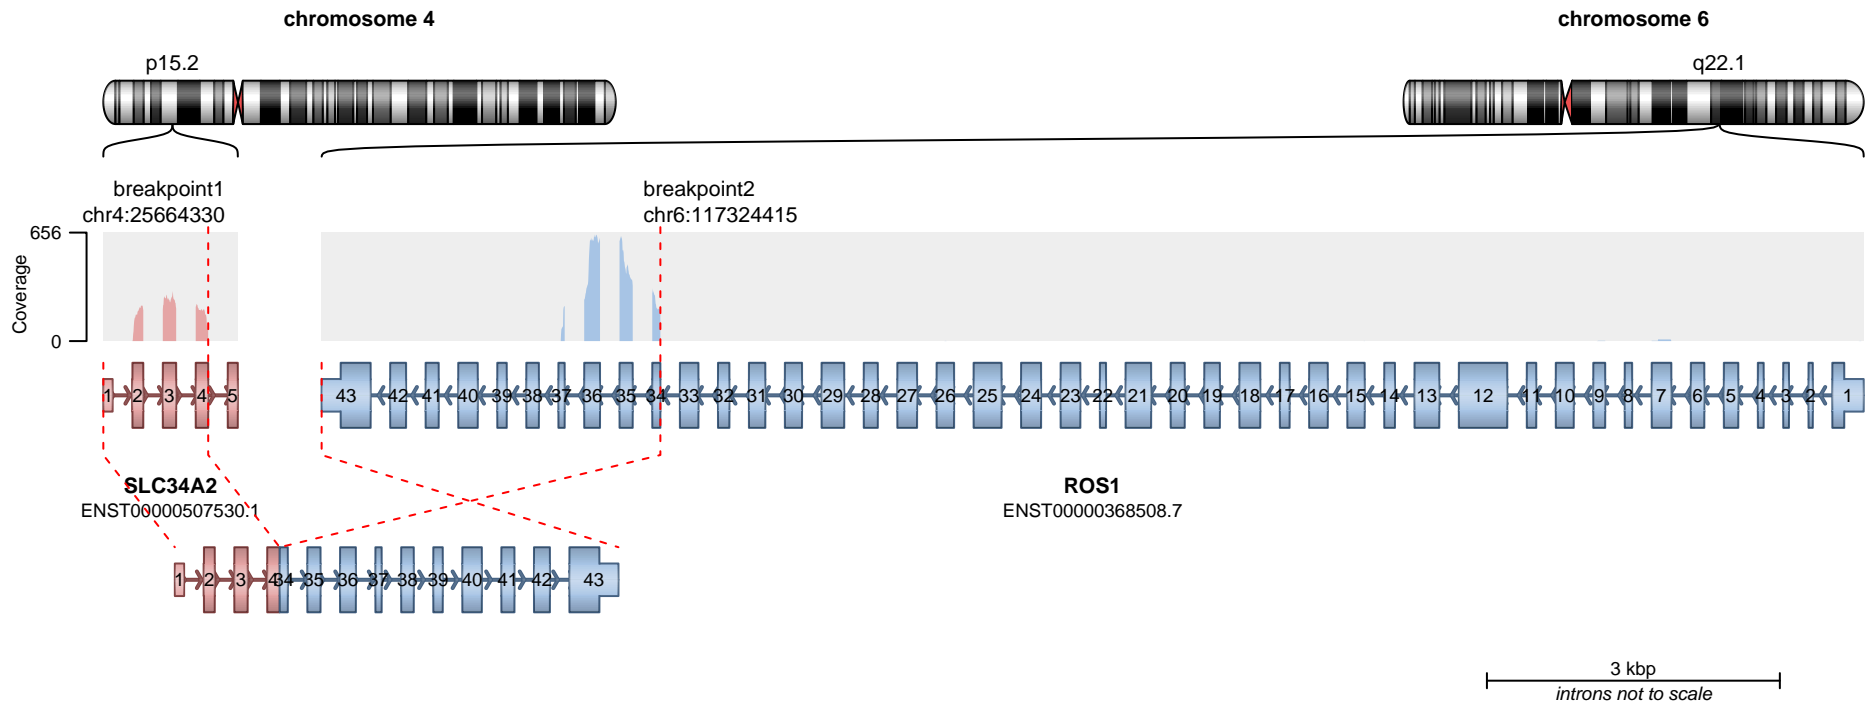 chromosome 4
chromosome 6
p15.2
q22.1
breakpoint1
chr4:25664330
breakpoint2
chr6:117324415
Coverage
656
0
1 2 3 4 5
43 42 41 40 39 38 37 36 35 34 33 32 31 30 29 28 27 26 25 24 23 22 21 20 19 18 17 16 15 14 13 12 11 10 9 8 7 6 5 4 3 2 1
SLC34A2
ENST00000507530.1
ROS1
ENST00000368508.7
1 2 3 4 34 35 36 37 38 39 40 41 42 43
3 kbp
introns not to scale